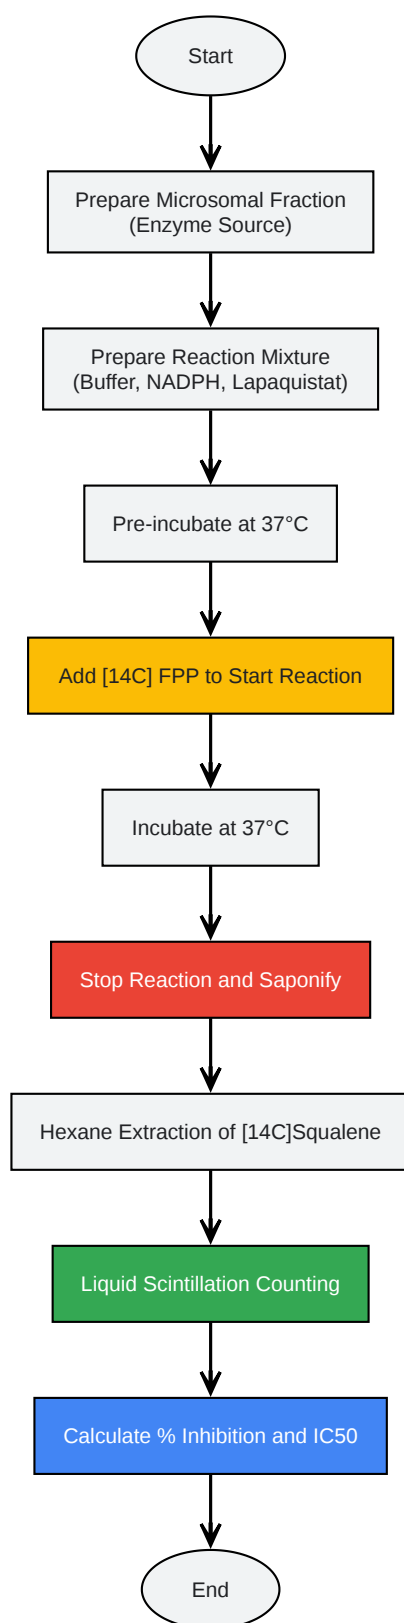 Start
Prepare Microsomal Fraction
(Enzyme Source)
Prepare Reaction Mixture
(Buffer, NADPH, Lapaquistat)
Pre-incubate at 37°C
Add [14C] FPP to Start Reaction
Incubate at 37°C
Stop Reaction and Saponify
Hexane Extraction of [14C]Squalene
Liquid Scintillation Counting
Calculate % Inhibition and IC50
End